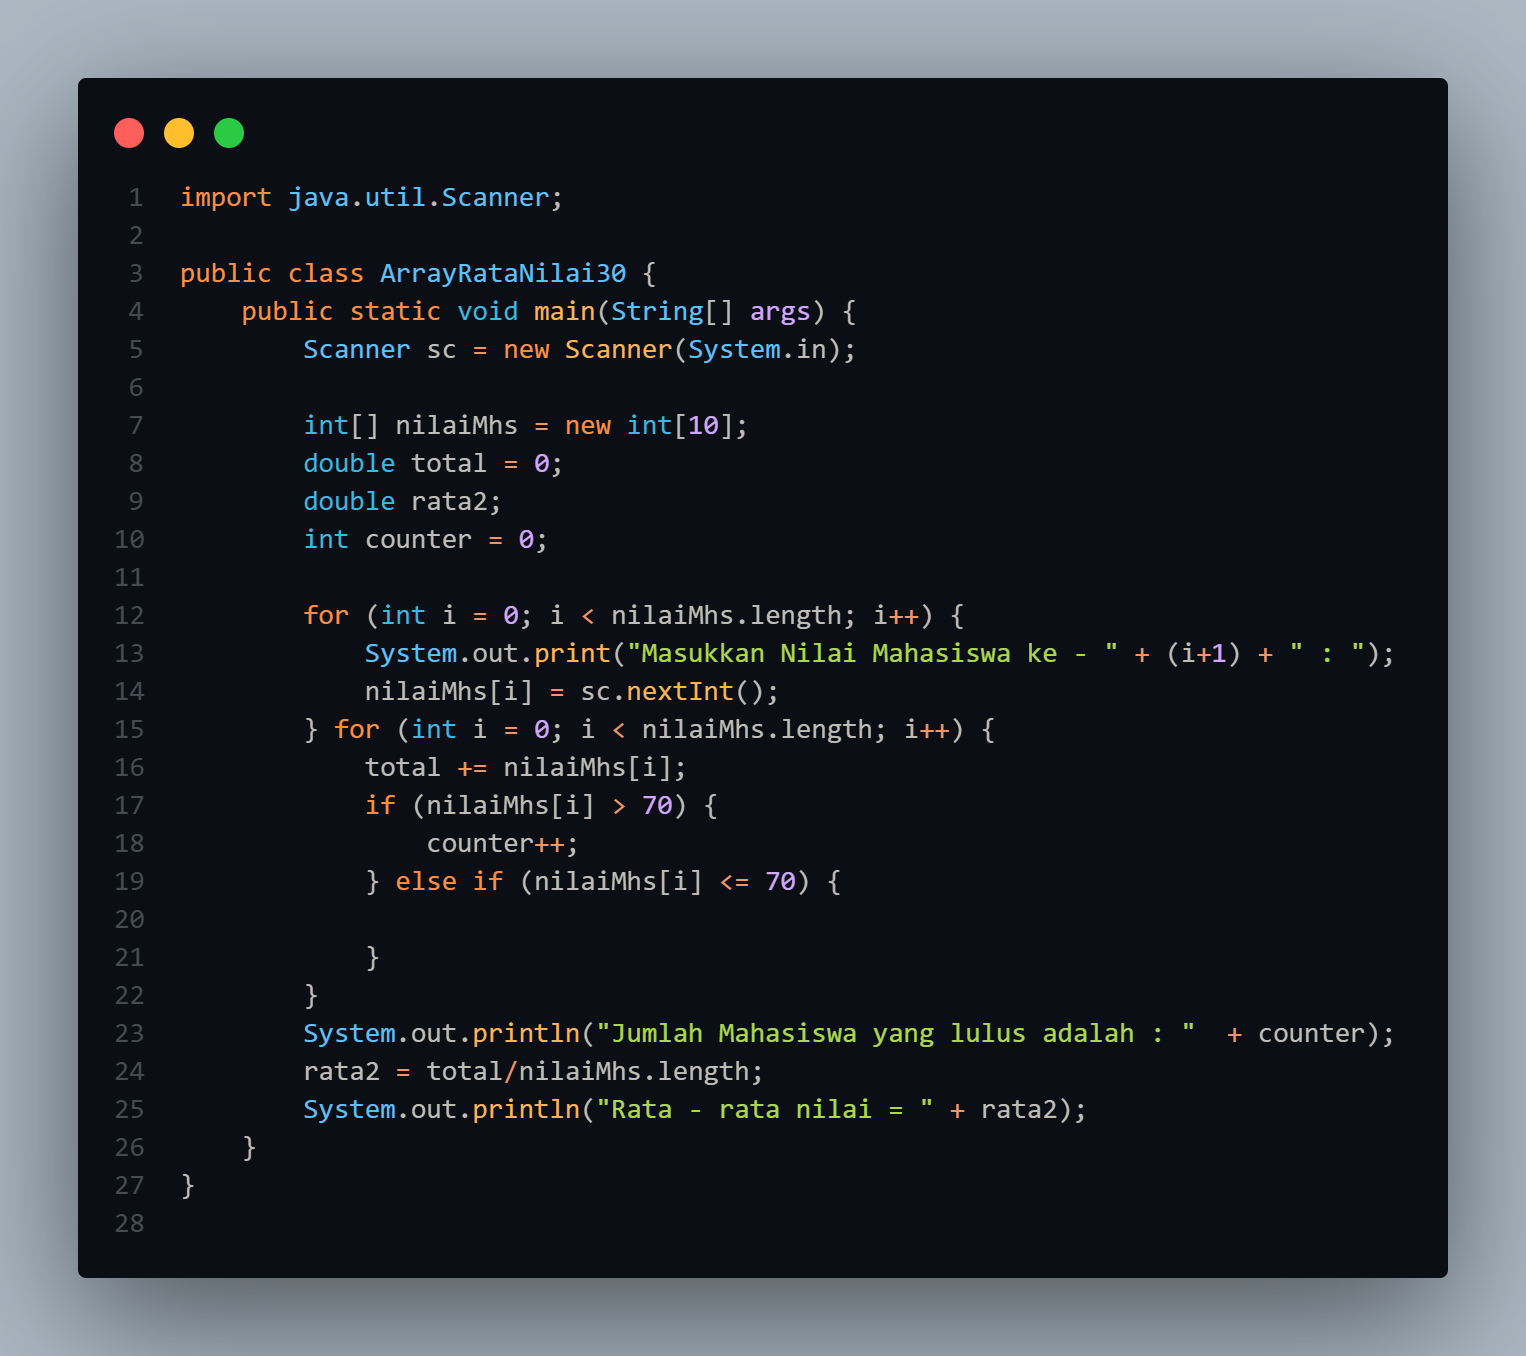 1 import java.util.Scanner;
2
3 public class ArrayRataNilai30 {
4     public static void main(String[] args) {
5         Scanner sc = new Scanner(System.in);
6
7         int[] nilaiMhs = new int[10];
8         double total = 0;
9         double rata2;
10         int counter = 0;
11
12         for (int i = 0; i < nilaiMhs.length; i++) {
13             System.out.print("Masukkan Nilai Mahasiswa ke - " + (i+1) + " : ");
14             nilaiMhs[i] = sc.nextInt();
15         } for (int i = 0; i < nilaiMhs.length; i++) {
16             total += nilaiMhs[i];
17             if (nilaiMhs[i] > 70) {
18                 counter++;
19             } else if (nilaiMhs[i] <= 70) {
20
21             }
22         }
23         System.out.println("Jumlah Mahasiswa yang lulus adalah : "  + counter);
24         rata2 = total/nilaiMhs.length;
25         System.out.println("Rata - rata nilai = " + rata2);
26     }
27 }
28